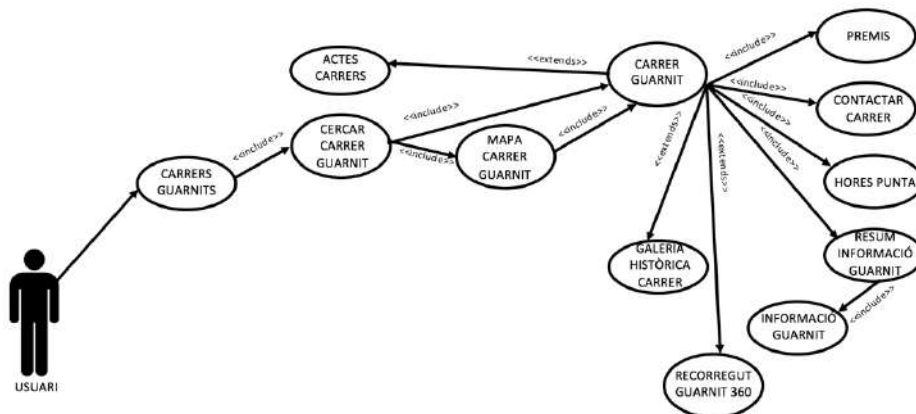 ACTES
CARRERS
<<extends>>
CARRER
GUARNIT
<<include>>
PREMIS
<<include>>
CONTACTAR
CARRER
<<include>>
HORES PUNTA
<<include>>
RESUM
INFORMACIÓ
GUARNIT
<<include>>
INFORMACIÓ
GUARNIT
<<include>>
CERCAR
CARRER
GUARNIT
<<include>>
<<include>>
MAPA
CARRER
GUARNIT
<<include>>
CARRERS
GUARNITS
<<extends>>
GALERIA
HISTÒRICA
CARRER
<<extends>>
RECORREGUT
GUARNIT 360
USUARI